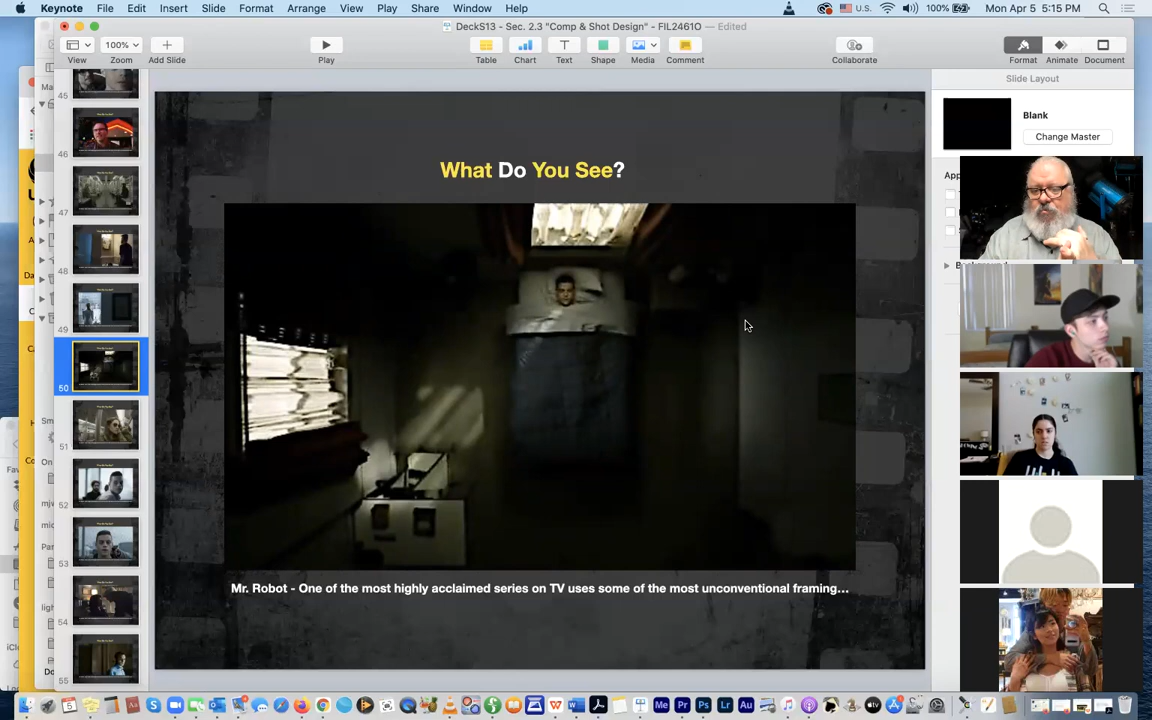 Keynote File Edit Insert Slide Format Arrange View Play Share Window Help
U.S. 100% Mon Apr 5 5:15 PM
DeckS13 - Sec. 2.3 "Comp & Shot Design" - FIL2461O — Edited
100%
View Zoom Add Slide Play Table Chart Text Shape Media Comment Collaborate Format Animate Document
Slide Layout
Blank
Change Master
45
46
47
48
49
50
51
52
53
54
55
What Do You See?
Mr. Robot - One of the most highly acclaimed series on TV uses some of the most unconventional framing...